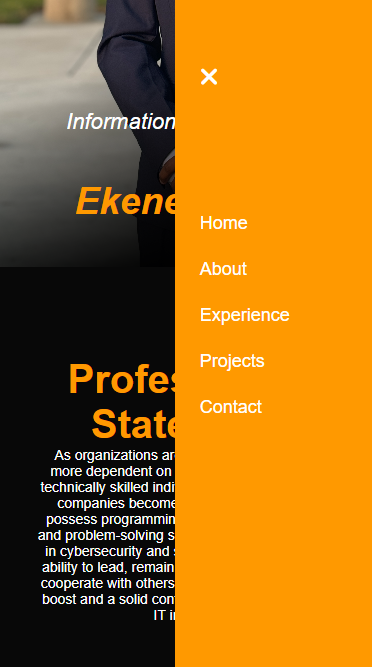 Information
Ekene
Home
About
Experience
Projects
Contact
Profes
State
As organizations are
more dependent on
technically skilled indi
companies become
possess programmin
and problem-solving s
in cybersecurity and s
ability to lead, remain
cooperate with others
boost and a solid con
IT i